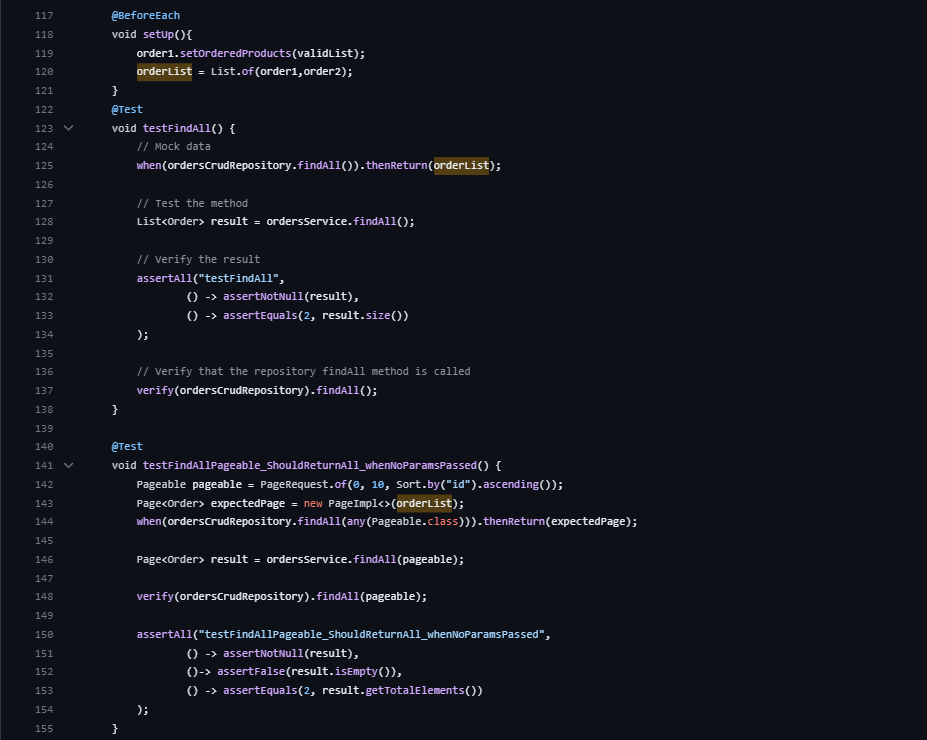 117 @BeforeEach
118 void setUp(){
119 order1.setOrderedProducts(validList);
120 orderList = List.of(order1,order2);
121 }
122 @Test
123 void testFindAll() {
124 // Mock data
125 when(ordersCrudRepository.findAll()).thenReturn(orderList);
126
127 // Test the method
128 List<Order> result = ordersService.findAll();
129
130 // Verify the result
131 assertAll("testFindAll",
132 () -> assertNotNull(result),
133 () -> assertEquals(2, result.size())
134 );
135
136 // Verify that the repository findAll method is called
137 verify(ordersCrudRepository).findAll();
138 }
139
140 @Test
141 void testFindAllPageable_ShouldReturnAll_whenNoParamsPassed() {
142 Pageable pageable = PageRequest.of(0, 10, Sort.by("id").ascending());
143 Page<Order> expectedPage = new PageImpl<>(orderList);
144 when(ordersCrudRepository.findAll(any(Pageable.class))).thenReturn(expectedPage);
145
146 Page<Order> result = ordersService.findAll(pageable);
147
148 verify(ordersCrudRepository).findAll(pageable);
149
150 assertAll("testFindAllPageable_ShouldReturnAll_whenNoParamsPassed",
151 () -> assertNotNull(result),
152 ()-> assertFalse(result.isEmpty()),
153 () -> assertEquals(2, result.getTotalElements())
154 );
155 }